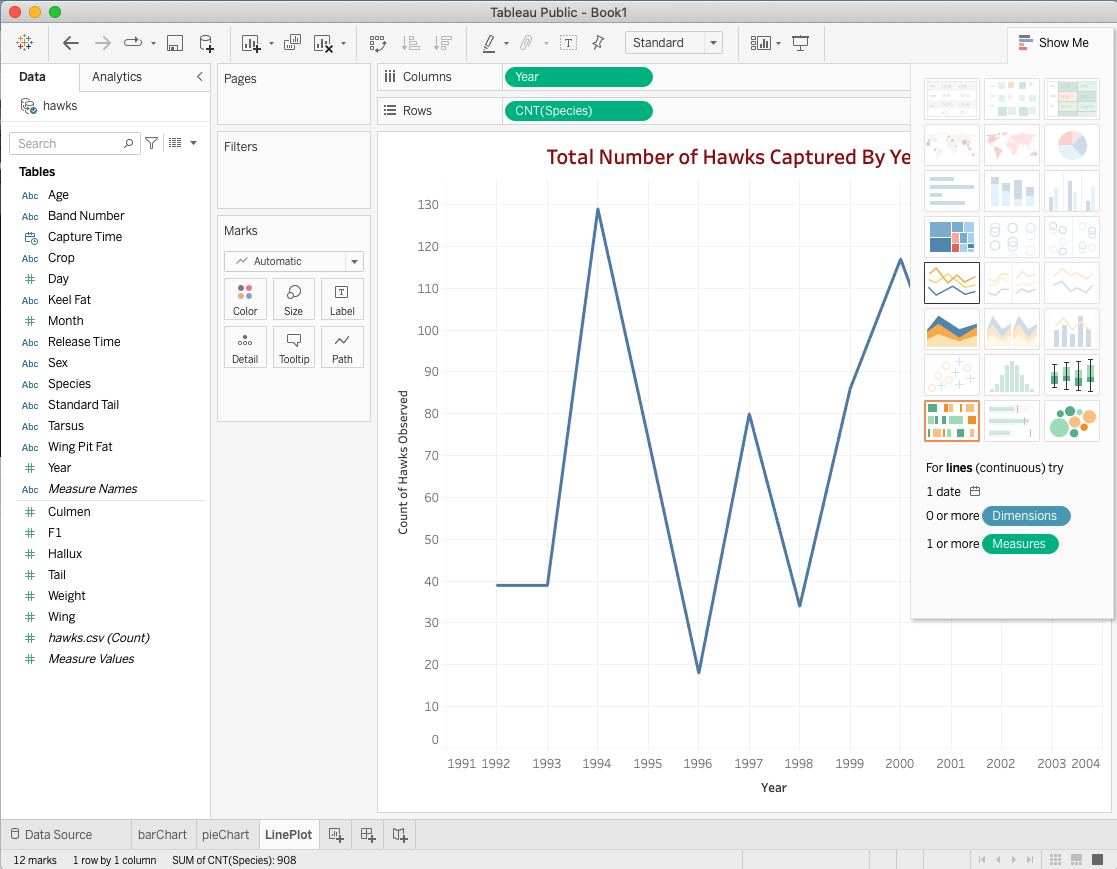 Tableau Public - Book1
Standard
Show Me
Data
Analytics
hawks
Search
Tables
Abc Age
Abc Band Number
Capture Time
Abc Crop
# Day
Abc Keel Fat
# Month
Abc Release Time
Abc Sex
Abc Species
Abc Standard Tail
Abc Tarsus
Abc Wing Pit Fat
# Year
Abc Measure Names
# Culmen
# F1
# Hallux
# Tail
# Weight
# Wing
# hawks.csv (Count)
# Measure Values
Pages
Filters
Marks
Automatic
Color Size Label
Detail Tooltip Path
Columns Year
Rows CNT(Species)
Total Number of Hawks Captured By Ye
Count of Hawks Observed
130
120
110
100
90
80
70
60
50
40
30
20
10
0
1991 1992 1993 1994 1995 1996 1997 1998 1999 2000 2001 2002 2003 2004
Year
For lines (continuous) try
1 date
0 or more Dimensions
1 or more Measures
Data Source barChart pieChart LinePlot
12 marks 1 row by 1 column SUM of CNT(Species): 908